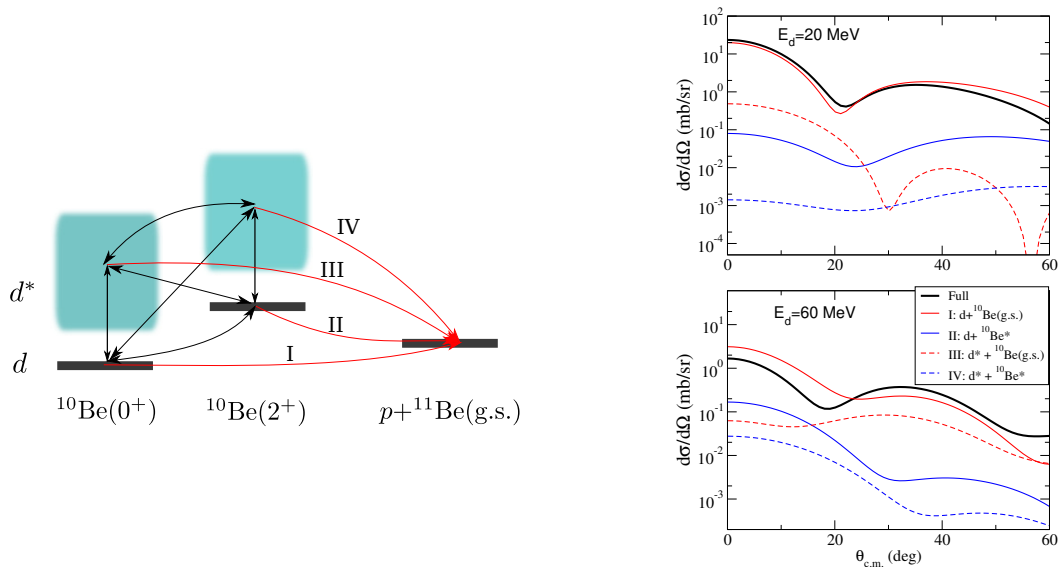 d*
d
I
II
III
IV
¹⁰Be(0⁺)
¹⁰Be(2⁺)
p+¹¹Be(g.s.)
E_d=20 MeV
dσ/dΩ (mb/sr)
10²
10¹
10⁰
10⁻¹
10⁻²
10⁻³
10⁻⁴
0 20 40 60
E_d=60 MeV
Full
I: d+¹⁰Be(g.s.)
II: d+ ¹⁰Be*
III: d* + ¹⁰Be(g.s.)
IV: d* + ¹⁰Be*
dσ/dΩ (mb/sr)
10¹
10⁰
10⁻¹
10⁻²
10⁻³
0 20 40 60
θ_c.m. (deg)